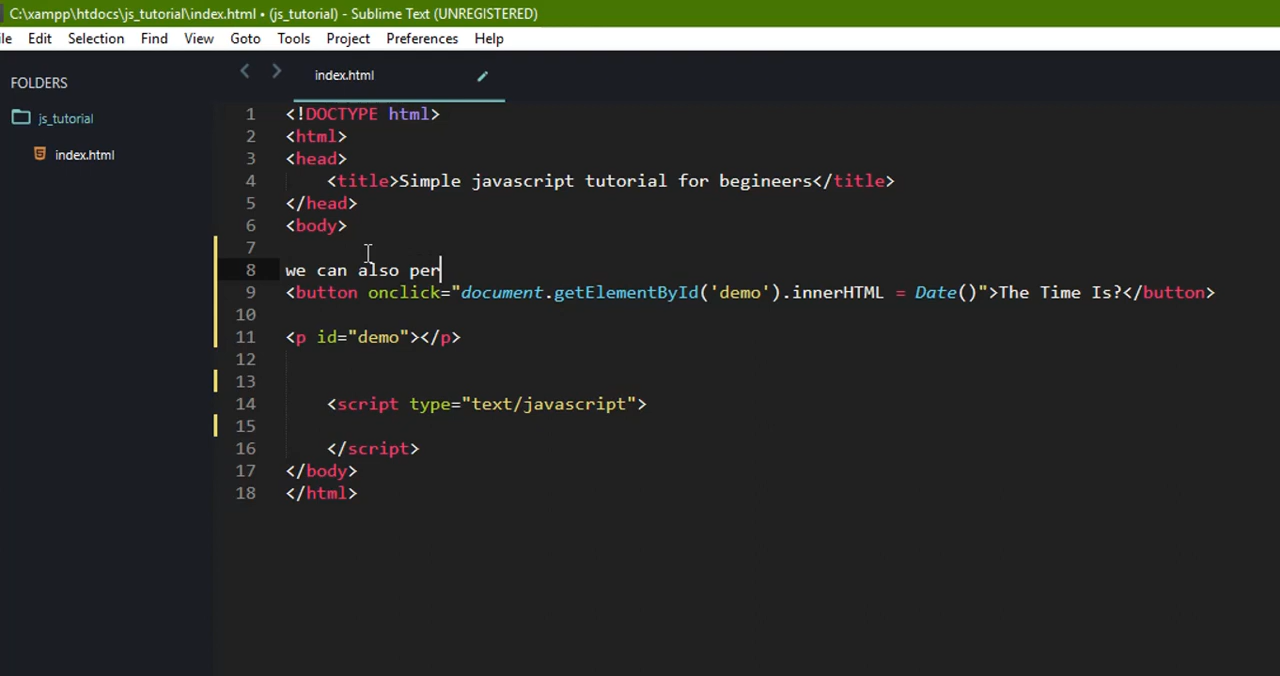 C:\xampp\htdocs\js_tutorial\index.html • (js_tutorial) - Sublime Text (UNREGISTERED)
le Edit Selection Find View Goto Tools Project Preferences Help
FOLDERS
js_tutorial
index.html
index.html
1 <!DOCTYPE html>
2 <html>
3 <head>
4 <title>Simple javascript tutorial for begineers</title>
5 </head>
6 <body>
7
8 we can also per
9 <button onclick="document.getElementById('demo').innerHTML = Date()">The Time Is?</button>
10
11 <p id="demo"></p>
12
13
14 <script type="text/javascript">
15
16 </script>
17 </body>
18 </html>